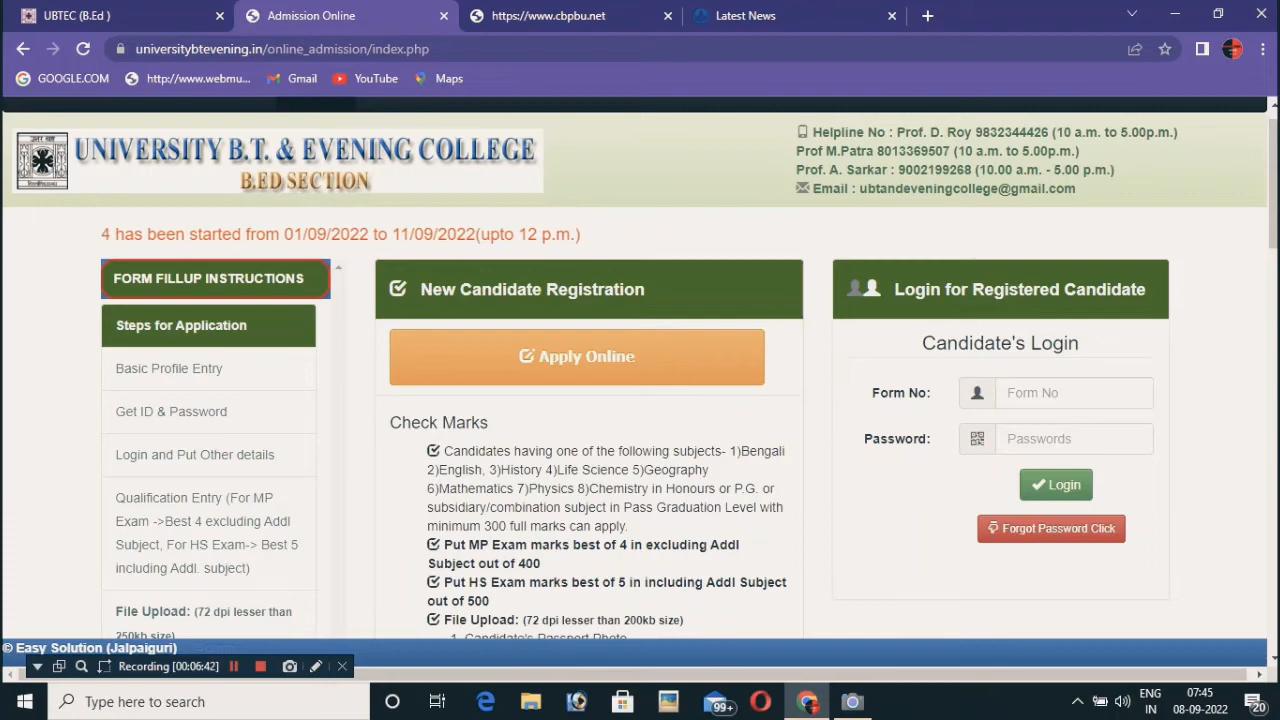 UBTEC (B.Ed )
Admission Online
https://www.cbpbu.net
Latest News
universitybtevening.in/online_admission/index.php
GOOGLE.COM
http://www.webmu...
Gmail
YouTube
Maps
UNIVERSITY B.T. & EVENING COLLEGE
B.ED SECTION
Helpline No : Prof. D. Roy 9832344426 (10 a.m. to 5.00p.m.)
Prof M.Patra 8013369507 (10 a.m. to 5.00p.m.)
Prof. A. Sarkar : 9002199268 (10.00 a.m. - 5.00 p.m.)
Email : ubtandeveningcollege@gmail.com
4 has been started from 01/09/2022 to 11/09/2022(upto 12 p.m.)
FORM FILLUP INSTRUCTIONS
Steps for Application
Basic Profile Entry
Get ID & Password
Login and Put Other details
Qualification Entry (For MP
Exam ->Best 4 excluding Addl
Subject, For HS Exam-> Best 5
including Addl. subject)
File Upload: (72 dpi lesser than
250kb size)
New Candidate Registration
Apply Online
Check Marks
Candidates having one of the following subjects- 1)Bengali
2)English, 3)History 4)Life Science 5)Geography
6)Mathematics 7)Physics 8)Chemistry in Honours or P.G. or
subsidiary/combination subject in Pass Graduation Level with
minimum 300 full marks can apply.
Put MP Exam marks best of 4 in excluding Addl
Subject out of 400
Put HS Exam marks best of 5 in including Addl Subject
out of 500
File Upload: (72 dpi lesser than 200kb size)
1. Candidate's Passport Photo
Login for Registered Candidate
Candidate's Login
Form No:
Form No
Password:
Passwords
Login
Forgot Password Click
© Easy Solution (Jalpaiguri)
Recording [00:06:42]
Type here to search
99+
ENG
IN
07:45
08-09-2022
20